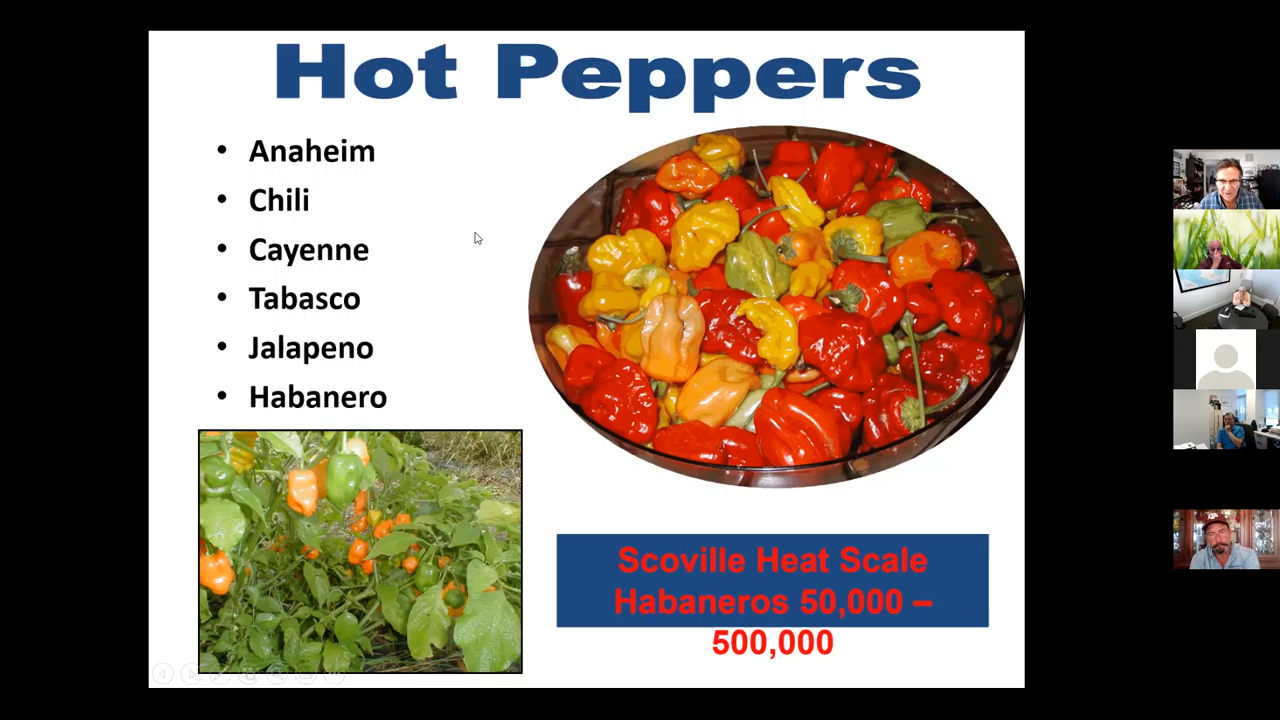 Hot Peppers
• Anaheim
• Chili
• Cayenne
• Tabasco
• Jalapeno
• Habanero
Scoville Heat Scale
Habaneros 50,000 –
500,000